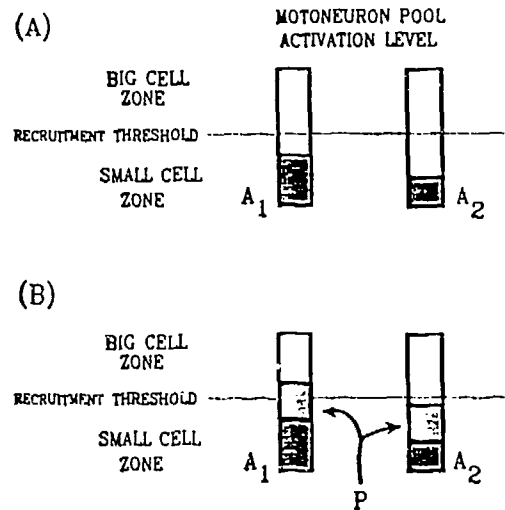 (A)
MOTONEURON POOL
ACTIVATION LEVEL
BIG CELL
ZONE
RECRUITMENT THRESHOLD
SMALL CELL
ZONE
A1
A2
(B)
BIG CELL
ZONE
RECRUITMENT THRESHOLD
SMALL CELL
ZONE
A1
A2
P